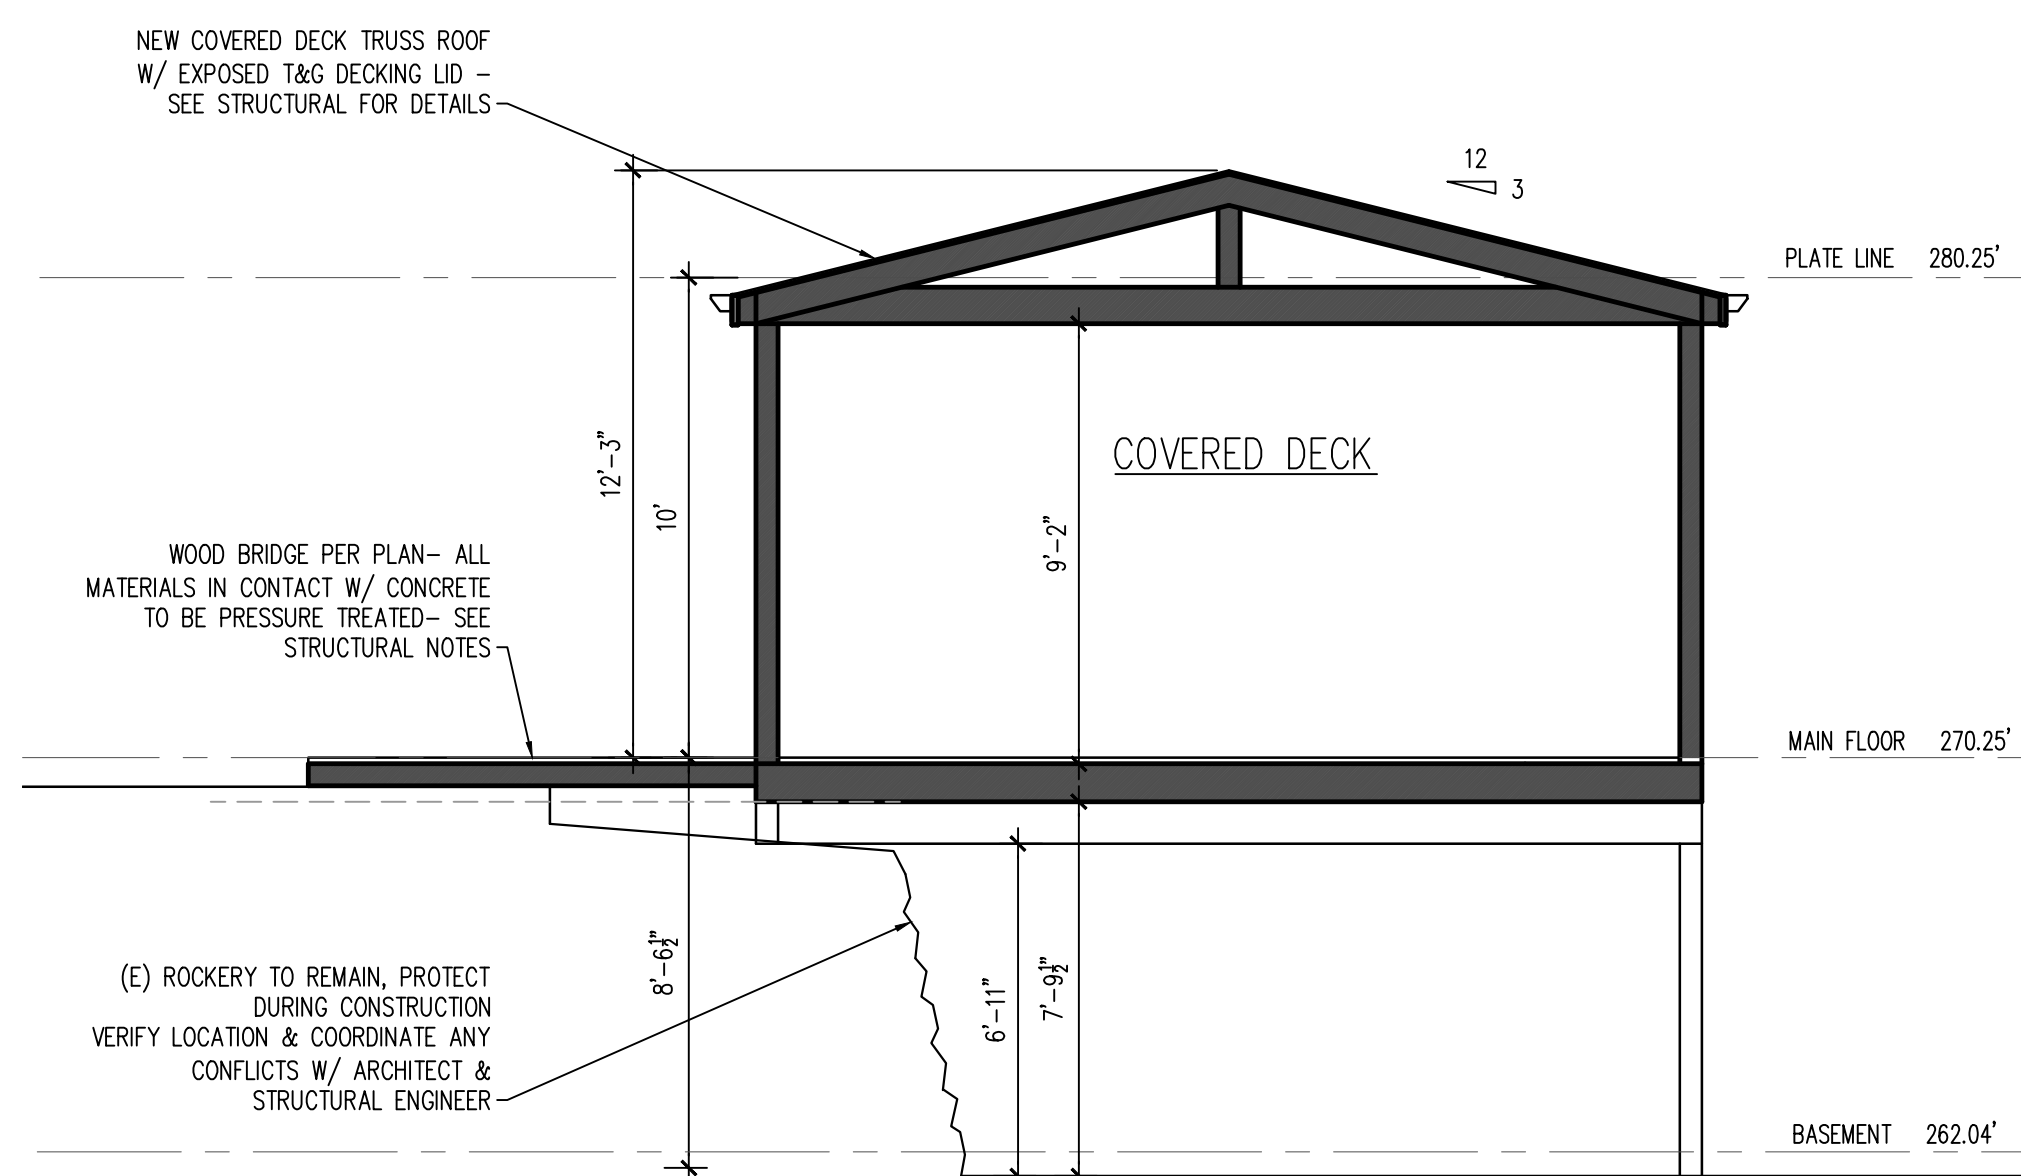 NEW COVERED DECK TRUSS ROOF
W/ EXPOSED T&G DECKING LID –
SEE STRUCTURAL FOR DETAILS
12
3
PLATE LINE 280.25'
12'–3"
10'
COVERED DECK
9'–2"
WOOD BRIDGE PER PLAN– ALL
MATERIALS IN CONTACT W/ CONCRETE
TO BE PRESSURE TREATED– SEE
STRUCTURAL NOTES
MAIN FLOOR 270.25'
(E) ROCKERY TO REMAIN, PROTECT
DURING CONSTRUCTION
VERIFY LOCATION & COORDINATE ANY
CONFLICTS W/ ARCHITECT &
STRUCTURAL ENGINEER
8'–6½"
6'–11"
7'–9½"
BASEMENT 262.04'